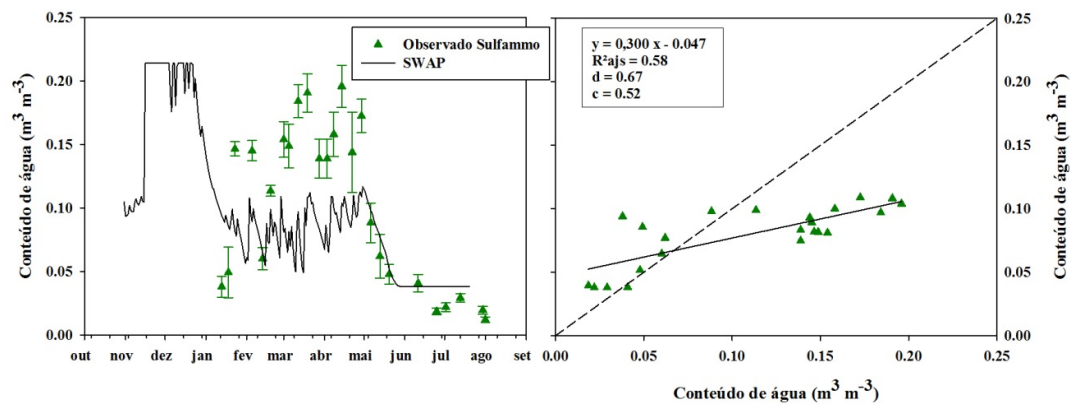 Conteúdo de água (m³ m⁻³)
0.25
0.20
0.15
0.10
0.05
0.00
Observado Sulfammo
SWAP
out nov dez jan fev mar abr mai jun jul ago set
y = 0,300 x - 0.047
R²ajs = 0.58
d = 0.67
c = 0.52
0.25
0.20
0.15
0.10
0.05
0.00
Conteúdo de água (m³ m⁻³)
0.00 0.05 0.10 0.15 0.20 0.25
Conteúdo de água (m³ m⁻³)